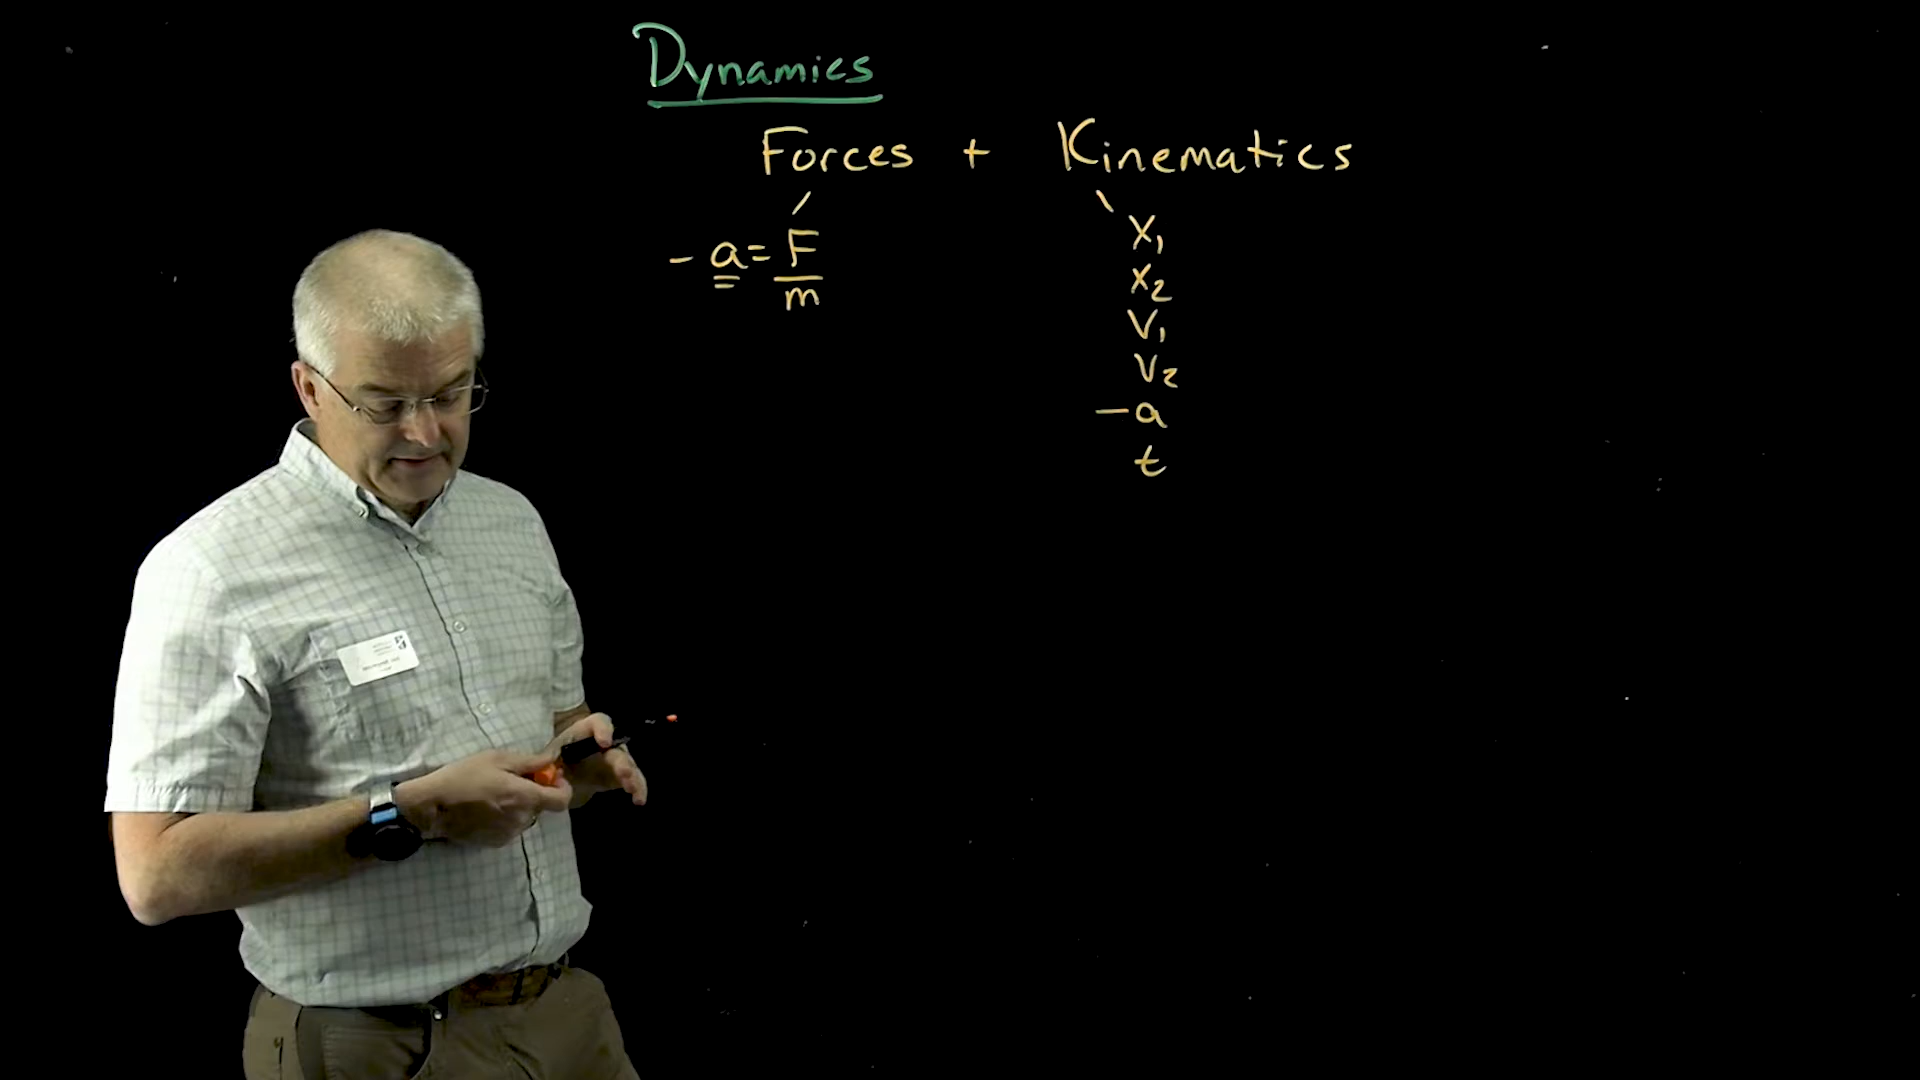 Dynamics
Forces + Kinematics
- a = F
m
x₁
x₂
v₁
v₂
- a
t